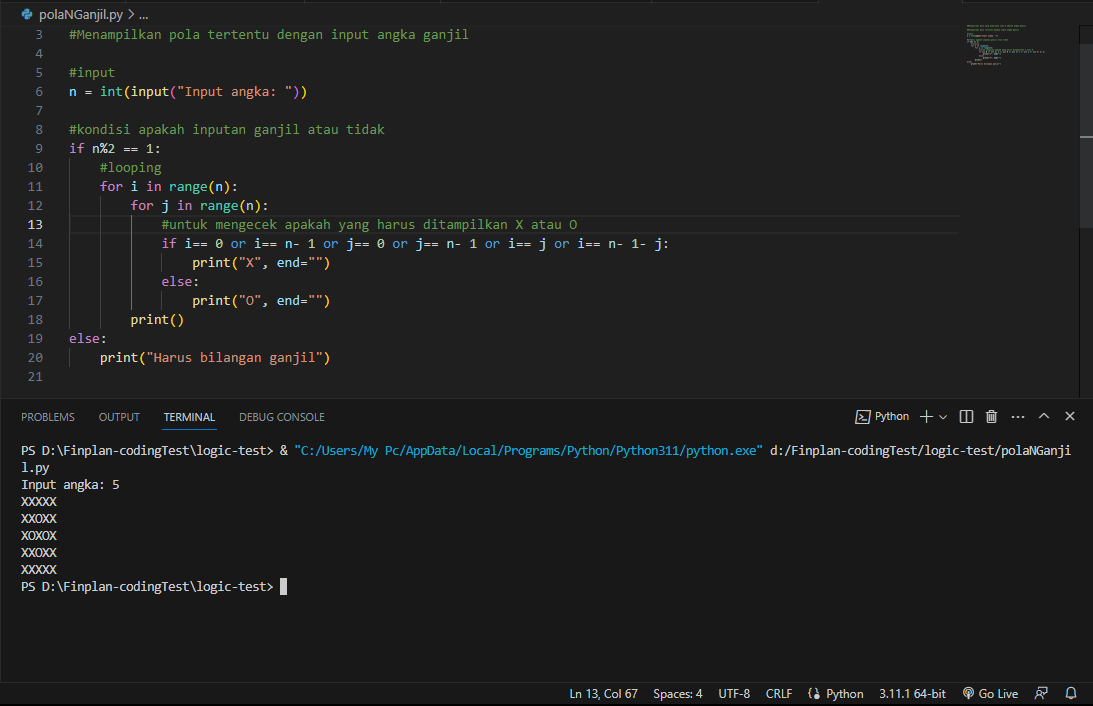 polaNGanjil.py > ...
3 #Menampilkan pola tertentu dengan input angka ganjil
4
5 #input
6 n = int(input("Input angka: "))
7
8 #kondisi apakah inputan ganjil atau tidak
9 if n%2 == 1:
10 #looping
11 for i in range(n):
12 for j in range(n):
13 #untuk mengecek apakah yang harus ditampilkan X atau O
14 if i== 0 or i== n- 1 or j== 0 or j== n- 1 or i== j or i== n- 1- j:
15 print("X", end="")
16 else:
17 print("O", end="")
18 print()
19 else:
20 print("Harus bilangan ganjil")
21
PROBLEMS OUTPUT TERMINAL DEBUG CONSOLE Python
PS D:\Finplan-codingTest\logic-test> & "C:/Users/My Pc/AppData/Local/Programs/Python/Python311/python.exe" d:/Finplan-codingTest/logic-test/polaNGanji
l.py
Input angka: 5
XXXXX
XXOXX
XOXOX
XXOXX
XXXXX
PS D:\Finplan-codingTest\logic-test>
Ln 13, Col 67 Spaces: 4 UTF-8 CRLF Python 3.11.1 64-bit Go Live